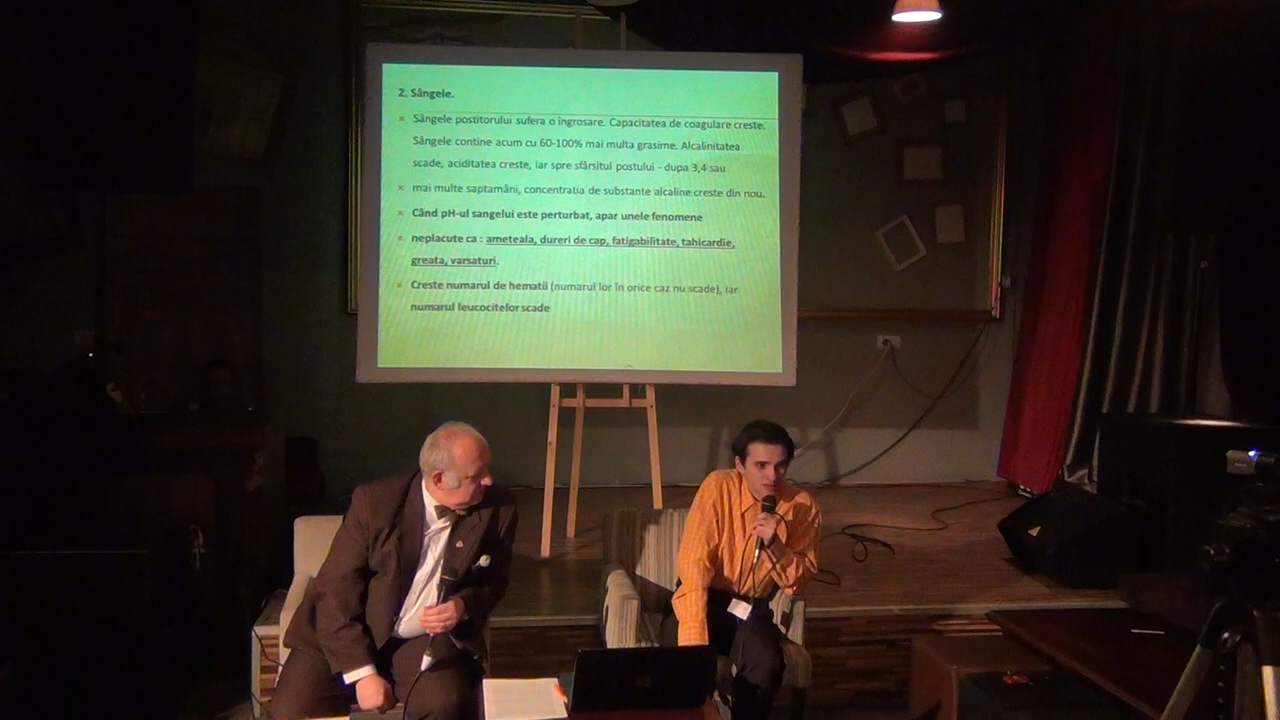 2. Sângele.
Sângele postitorului sufera o îngrosare. Capacitatea de coagulare creste.
Sângele contine acum cu 60-100% mai multa grasime. Alcalinitatea
scade, aciditatea creste, iar spre sfârsitul postului - dupa 3,4 sau
mai multe saptamâni, concentratia de substante alcaline creste din nou.
Când pH-ul sangelui este perturbat, apar unele fenomene
neplacute ca : ameteala, dureri de cap, fatigabilitate, tahicardie,
greata, varsaturi.
Creste numarul de hematii (numarul lor în orice caz nu scade), iar
numarul leucocitelor scade